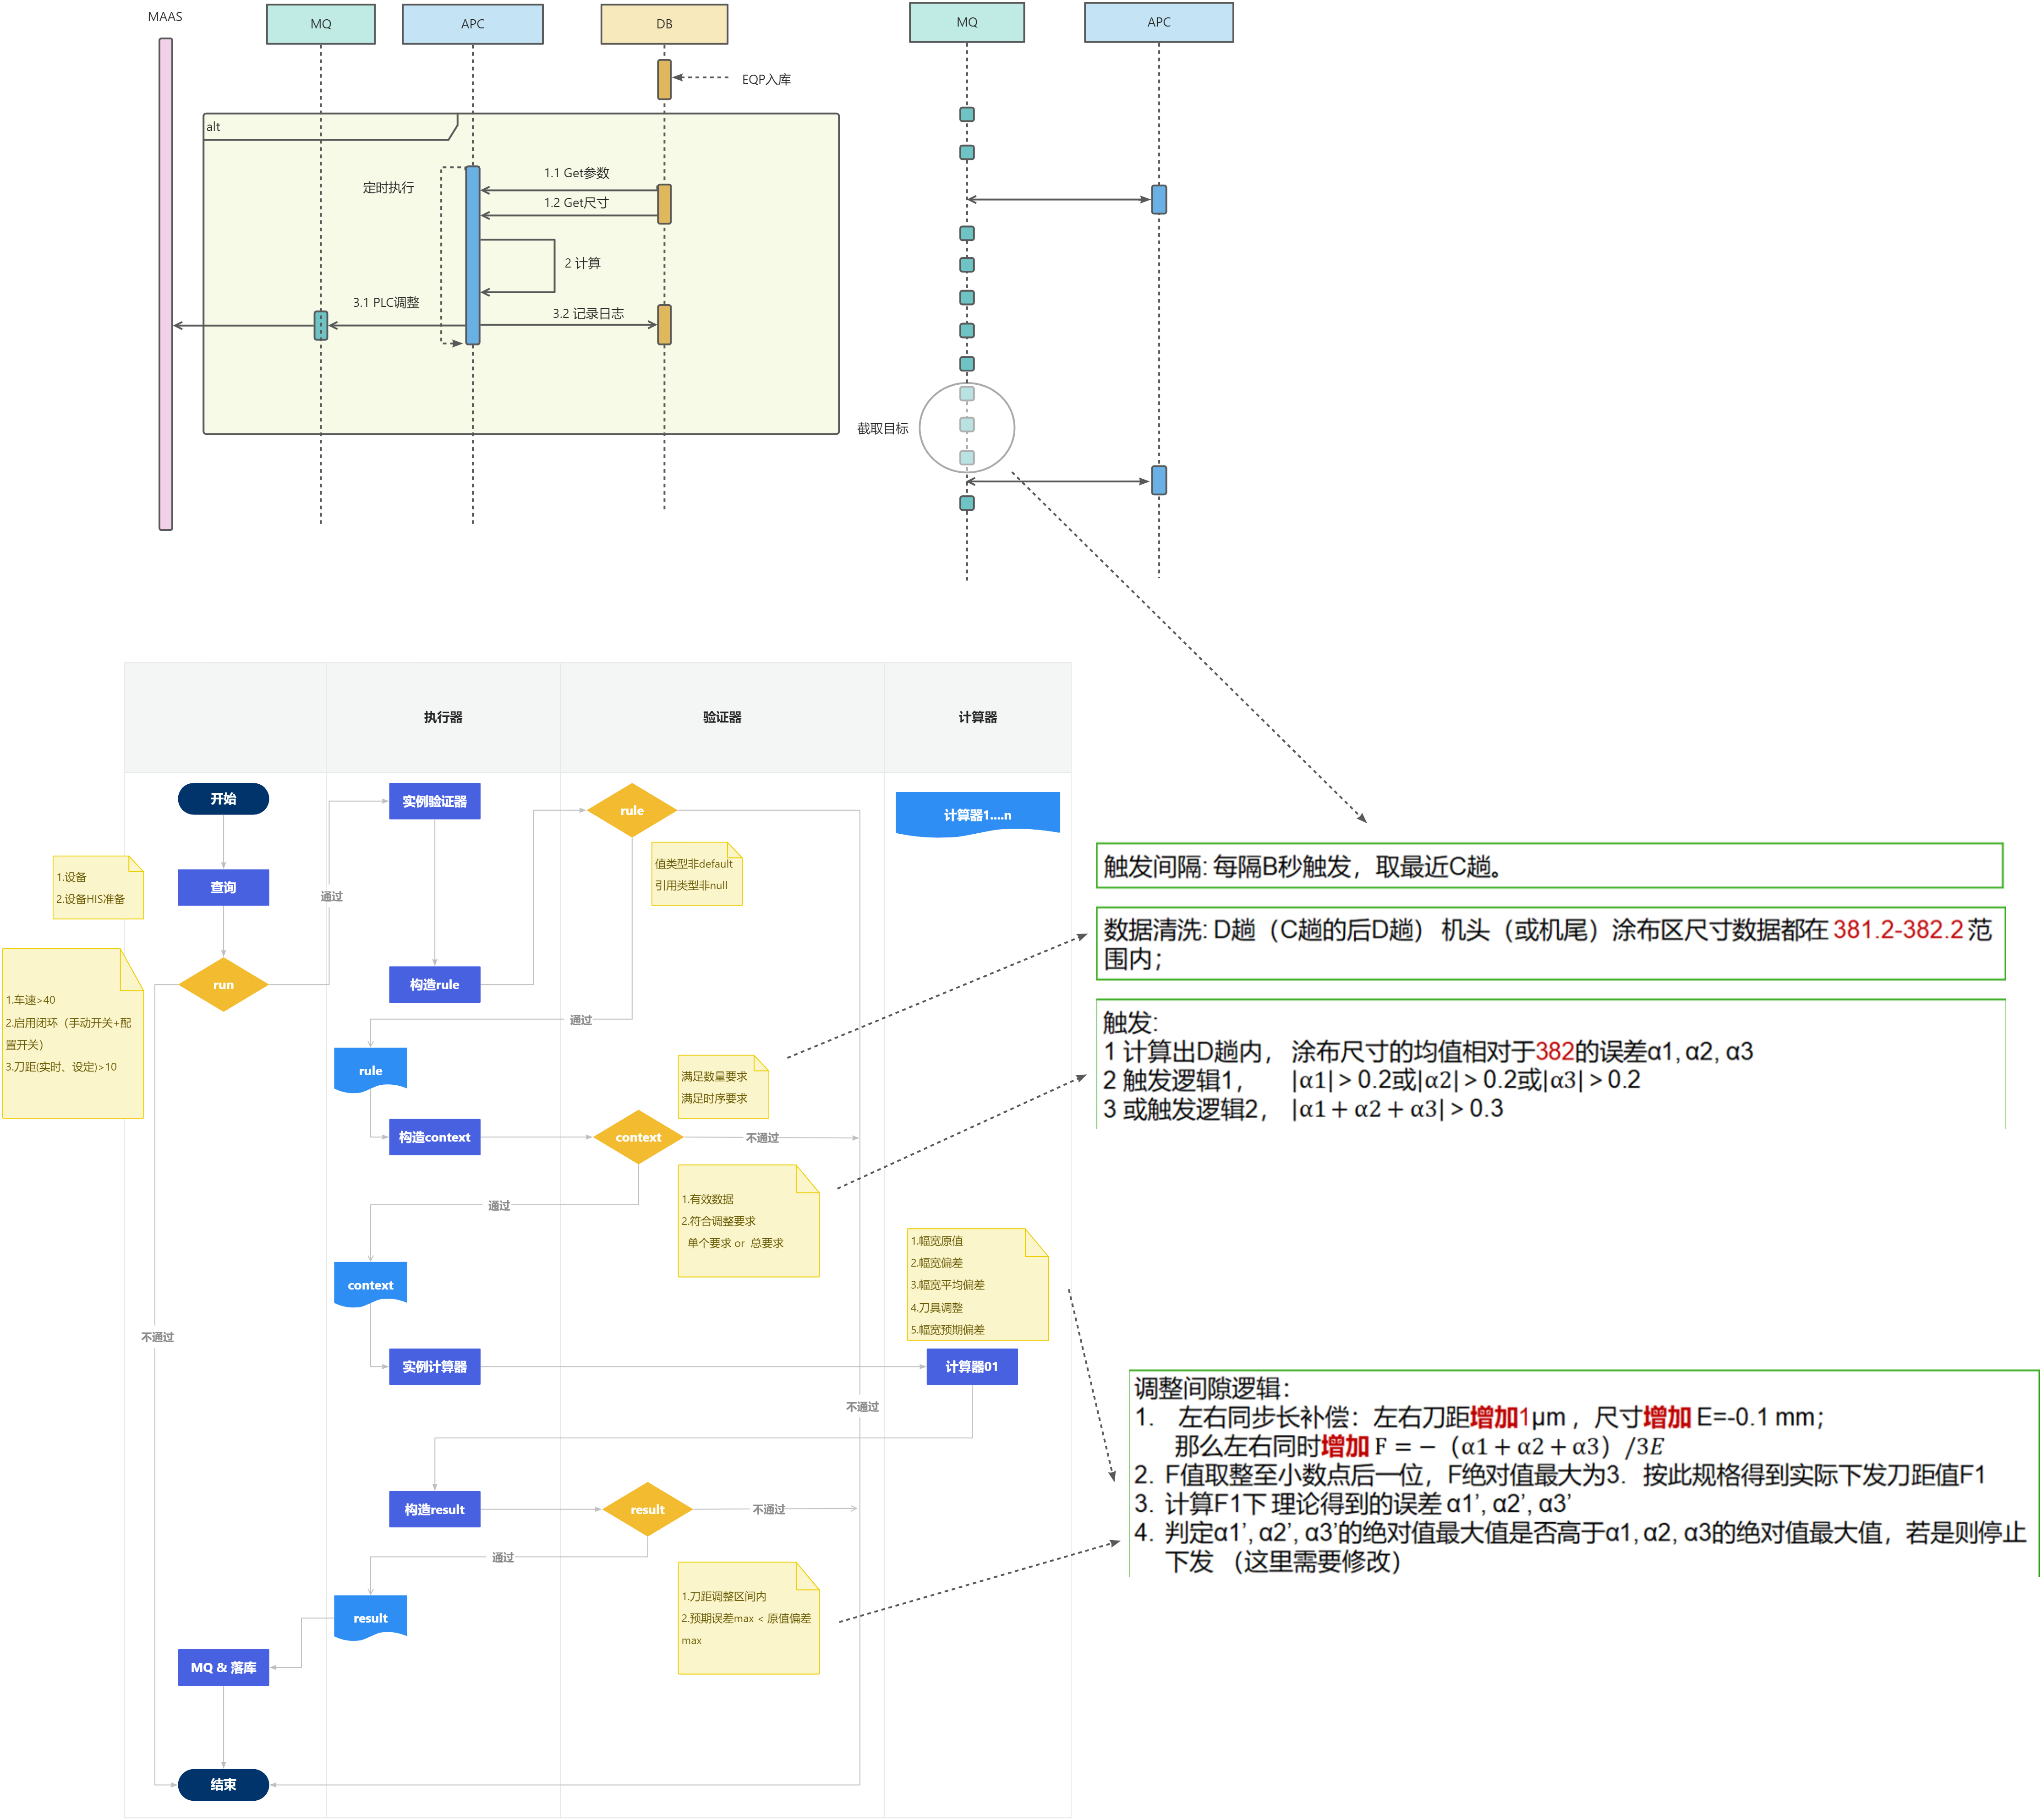 MAAS
MQ
APC
DB
EQP入库
alt
定时执行
1.1 Get参数
1.2 Get尺寸
2 计算
3.1 PLC调整
3.2 记录日志
MQ
APC
截取目标
执行器
验证器
计算器
开始
实例验证器
rule
计算器1....n
值类型非default
引用类型非null
1.设备
2.设备HIS准备
查询
通过
1.车速>40
2.启用闭环（手动开关+配
置开关）
3.刀距(实时、设定)>10
run
构造rule
通过
rule
满足数量要求
满足时序要求
构造context
context
不通过
通过
1.有效数据
2.符合调整要求
单个要求 or 总要求
context
1.幅宽原值
2.幅宽偏差
3.幅宽平均偏差
4.刀具调整
5.幅宽预期偏差
不通过
实例计算器
计算器01
不通过
构造result
result
不通过
通过
result
1.刀距调整区间内
2.预期误差max < 原值偏差
max
MQ & 落库
结束
触发间隔: 每隔B秒触发，取最近C趟。
数据清洗: D趟（C趟的后D趟） 机头（或机尾）涂布区尺寸数据都在 381.2-382.2 范
围内；
触发:
1 计算出D趟内， 涂布尺寸的均值相对于382的误差α1, α2, α3
2 触发逻辑1， |α1| > 0.2或|α2| > 0.2或|α3| > 0.2
3 或触发逻辑2， |α1 + α2 + α3| > 0.3
调整间隙逻辑：
1. 左右同步长补偿：左右刀距增加1μm ，尺寸增加 E=-0.1 mm；
那么左右同时增加 F = −（α1 + α2 + α3）/3E
2. F值取整至小数点后一位，F绝对值最大为3. 按此规格得到实际下发刀距值F1
3. 计算F1下 理论得到的误差 α1’, α2’, α3’
4. 判定α1’, α2’, α3’的绝对值最大值是否高于α1, α2, α3的绝对值最大值，若是则停止
下发 （这里需要修改）